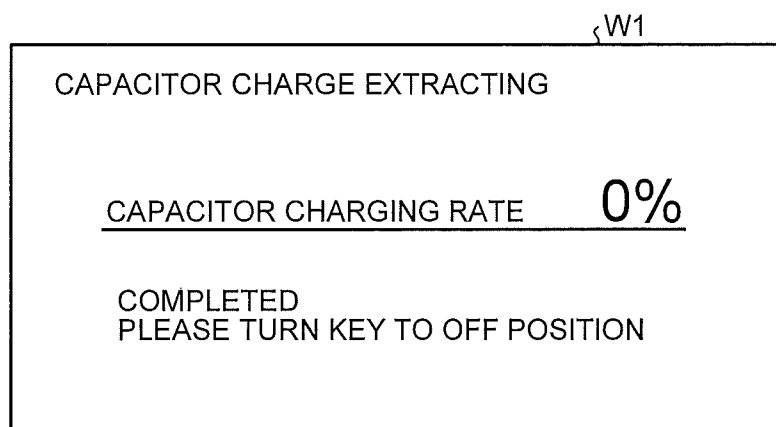 W1
CAPACITOR CHARGE EXTRACTING
CAPACITOR CHARGING RATE 0%
COMPLETED
PLEASE TURN KEY TO OFF POSITION